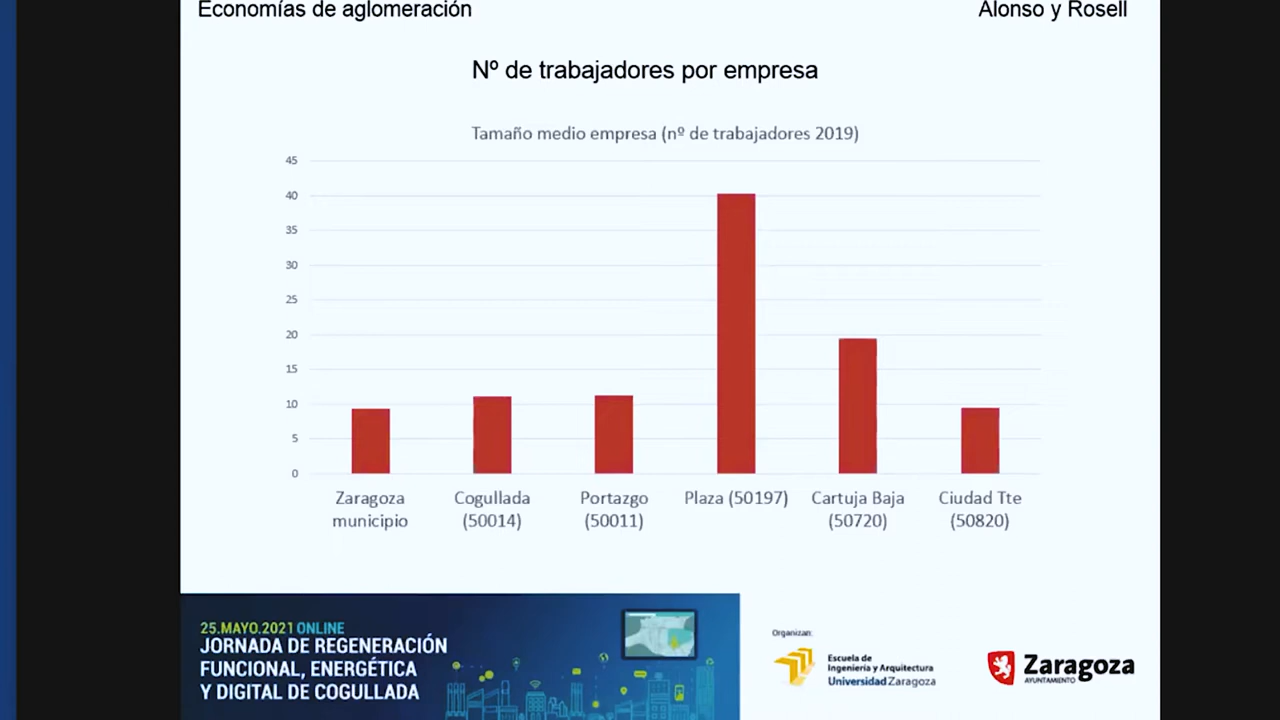 Economías de aglomeración
Alonso y Rosell
Nº de trabajadores por empresa
Tamaño medio empresa (nº de trabajadores 2019)
45
40
35
30
25
20
15
10
5
0
Zaragoza
municipio
Cogullada
(50014)
Portazgo
(50011)
Plaza (50197)
Cartuja Baja
(50720)
Ciudad Tte
(50820)
25.MAYO.2021 ONLINE
JORNADA DE REGENERACIÓN
FUNCIONAL, ENERGÉTICA
Y DIGITAL DE COGULLADA
Organizan:
Escuela de
Ingeniería y Arquitectura
Universidad Zaragoza
Zaragoza
AYUNTAMIENTO